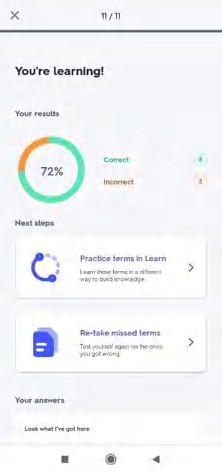 11 / 11
You're learning!
Your results
72%
Correct
8
Incorrect
3
Next steps
Practice terms in Learn
Learn these terms in a different
way to build knowledge.
Re-take missed terms
Test yourself again on the ones
you got wrong.
Your answers
Look what I've got here.